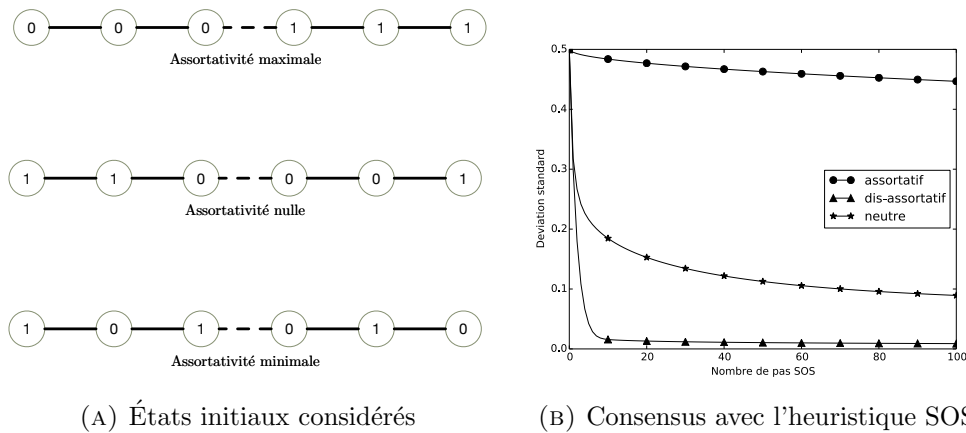 0 0 0 1 1 1
Assortativité maximale
1 1 0 0 0 1
Assortativité nulle
1 0 1 0 1 0
Assortativité minimale
(A) États initiaux considérés
0.5
0.4
0.3
0.2
0.1
0.0
Deviation standard
assortatif
dis-assortatif
neutre
0 20 40 60 80 100
Nombre de pas SOS
(B) Consensus avec l'heuristique SOS